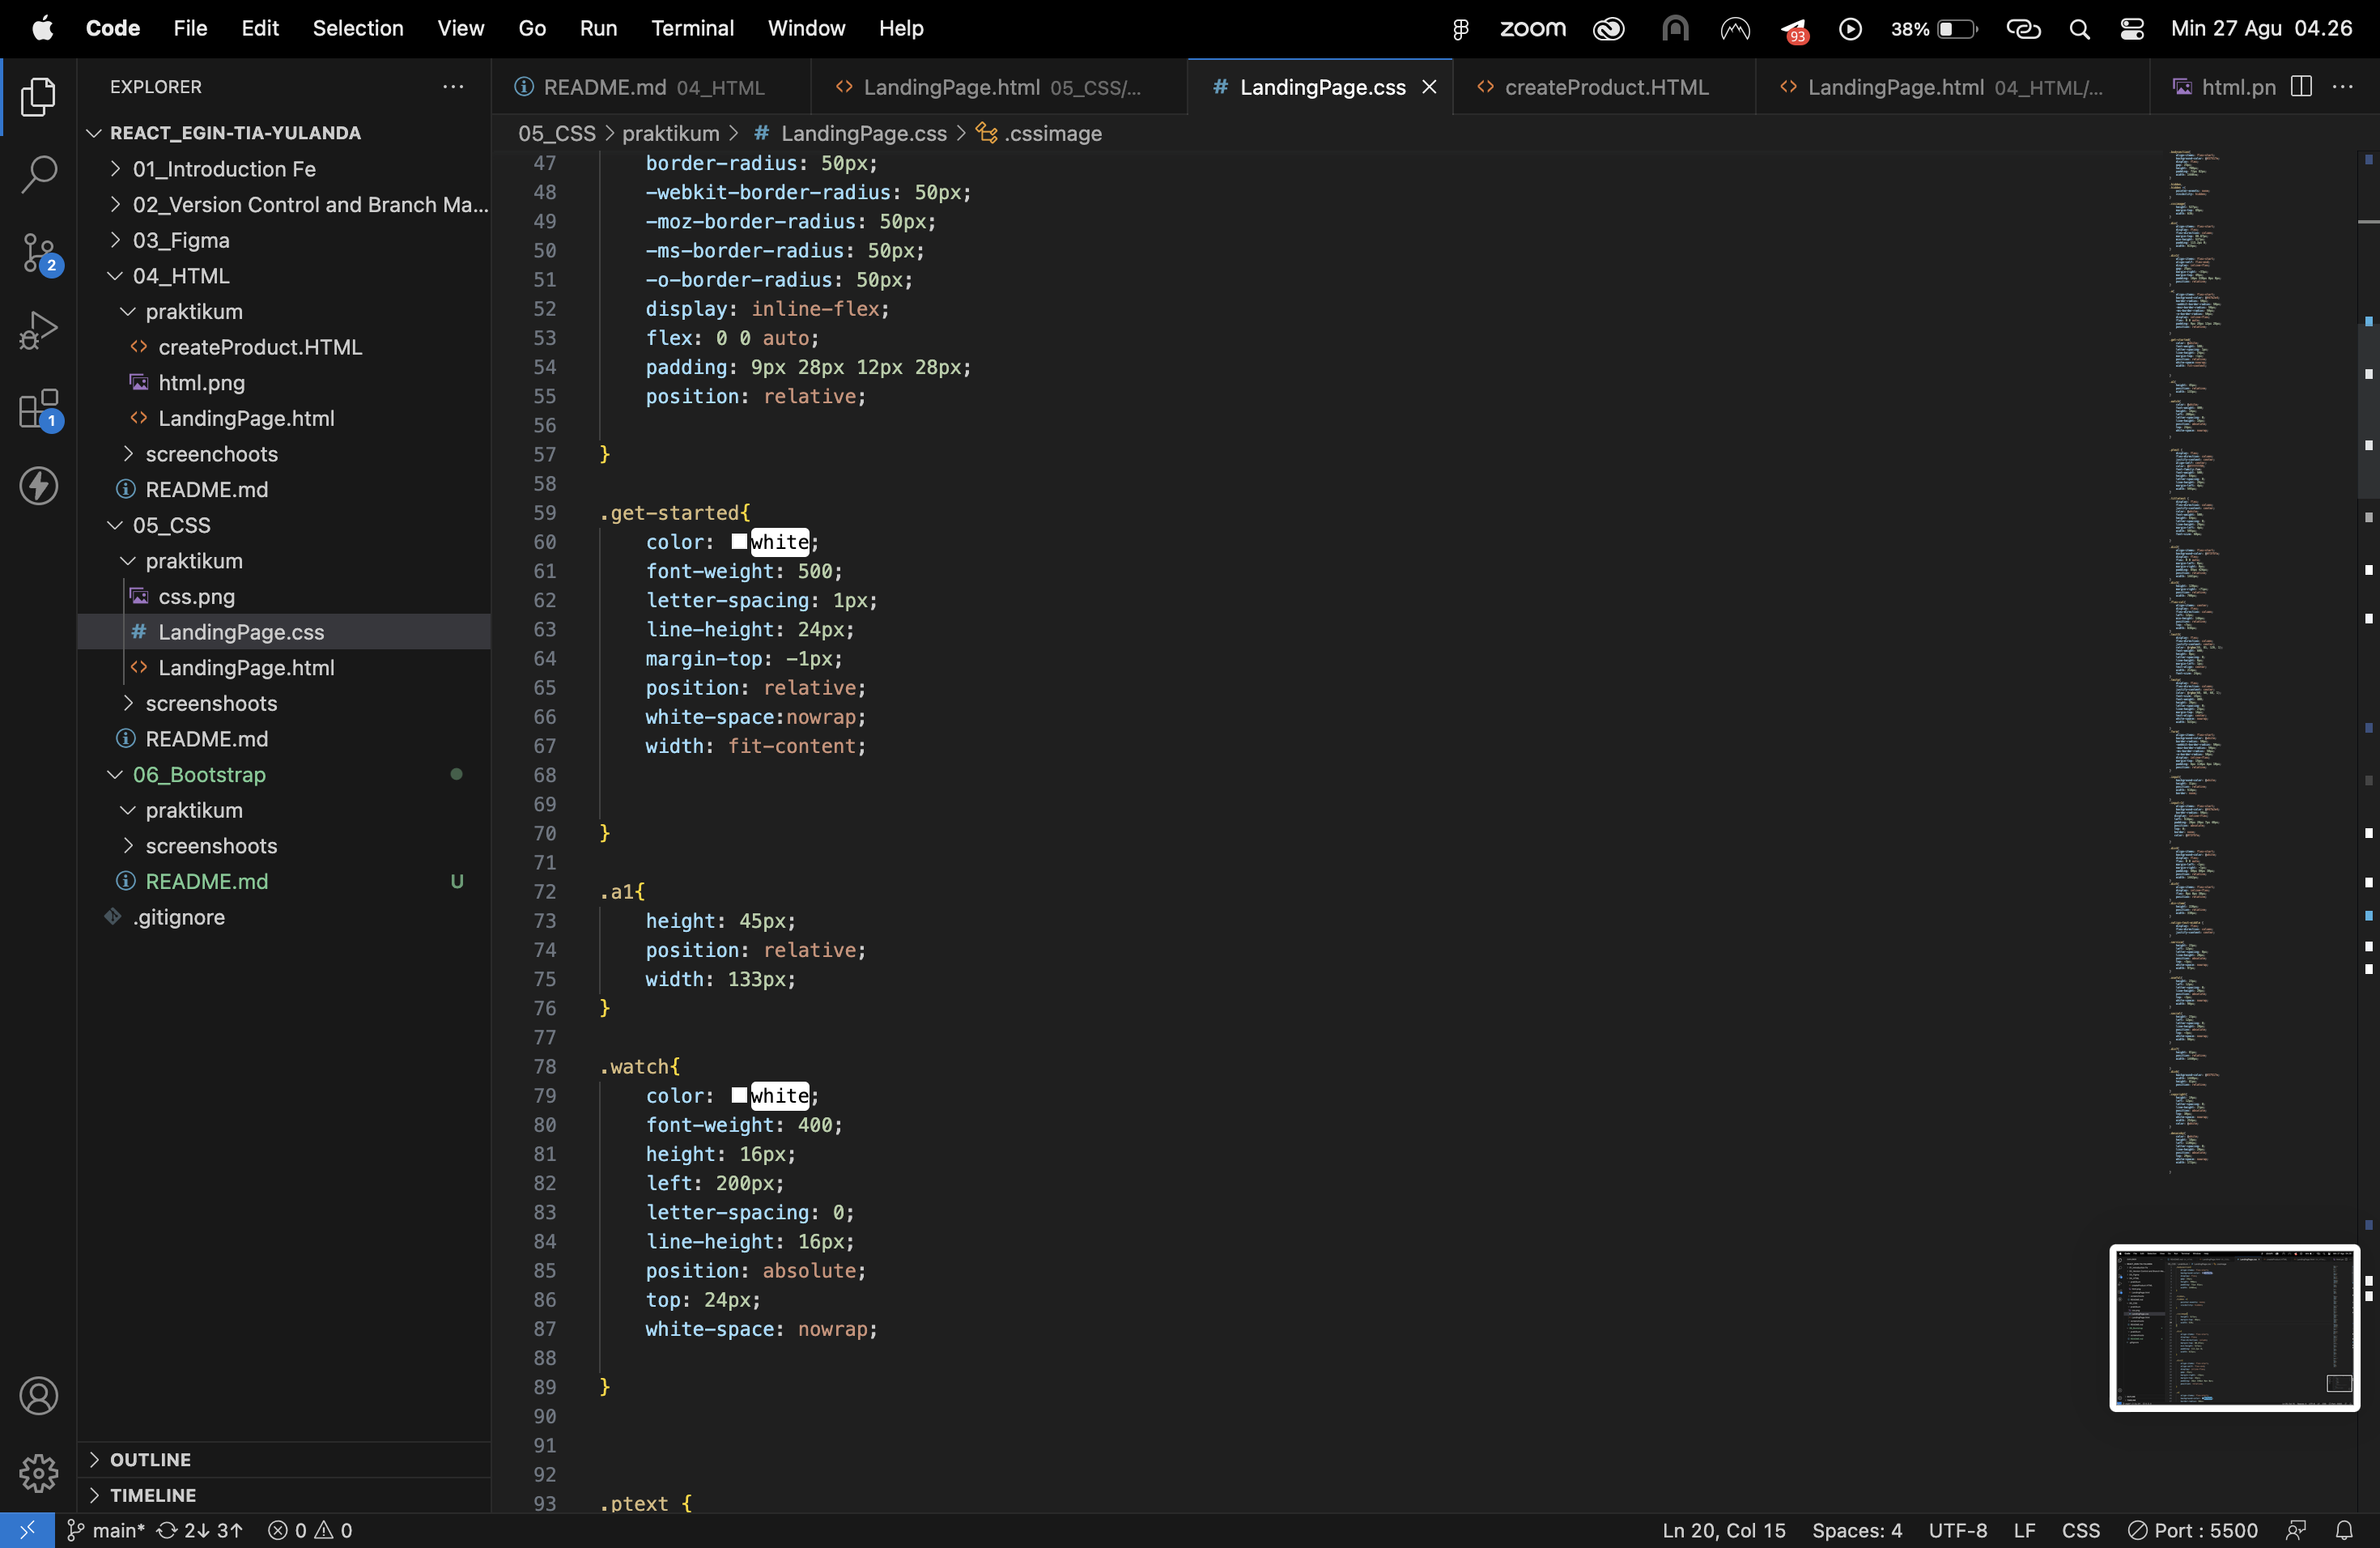 Code File Edit Selection View Go Run Terminal Window Help zoom 93 38% Min 27 Agu 04.26
EXPLORER
README.md 04_HTML LandingPage.html 05_CSS/... # LandingPage.css createProduct.HTML LandingPage.html 04_HTML/... html.pn
REACT_EGIN-TIA-YULANDA
05_CSS > praktikum > # LandingPage.css > .cssimage
01_Introduction Fe
02_Version Control and Branch Ma...
03_Figma
04_HTML
praktikum
createProduct.HTML
html.png
LandingPage.html
screenchoots
README.md
05_CSS
praktikum
css.png
# LandingPage.css
LandingPage.html
screenshoots
README.md
06_Bootstrap
praktikum
screenshoots
README.md U
.gitignore
2
1
OUTLINE
TIMELINE
47 border-radius: 50px;
48 -webkit-border-radius: 50px;
49 -moz-border-radius: 50px;
50 -ms-border-radius: 50px;
51 -o-border-radius: 50px;
52 display: inline-flex;
53 flex: 0 0 auto;
54 padding: 9px 28px 12px 28px;
55 position: relative;
56
57 }
58
59 .get-started{
60 color: white;
61 font-weight: 500;
62 letter-spacing: 1px;
63 line-height: 24px;
64 margin-top: -1px;
65 position: relative;
66 white-space:nowrap;
67 width: fit-content;
68
69
70 }
71
72 .a1{
73 height: 45px;
74 position: relative;
75 width: 133px;
76 }
77
78 .watch{
79 color: white;
80 font-weight: 400;
81 height: 16px;
82 left: 200px;
83 letter-spacing: 0;
84 line-height: 16px;
85 position: absolute;
86 top: 24px;
87 white-space: nowrap;
88
89 }
90
91
92
93 .ptext {
main* 2↓ 3↑ 0 0 Ln 20, Col 15 Spaces: 4 UTF-8 LF CSS Port : 5500